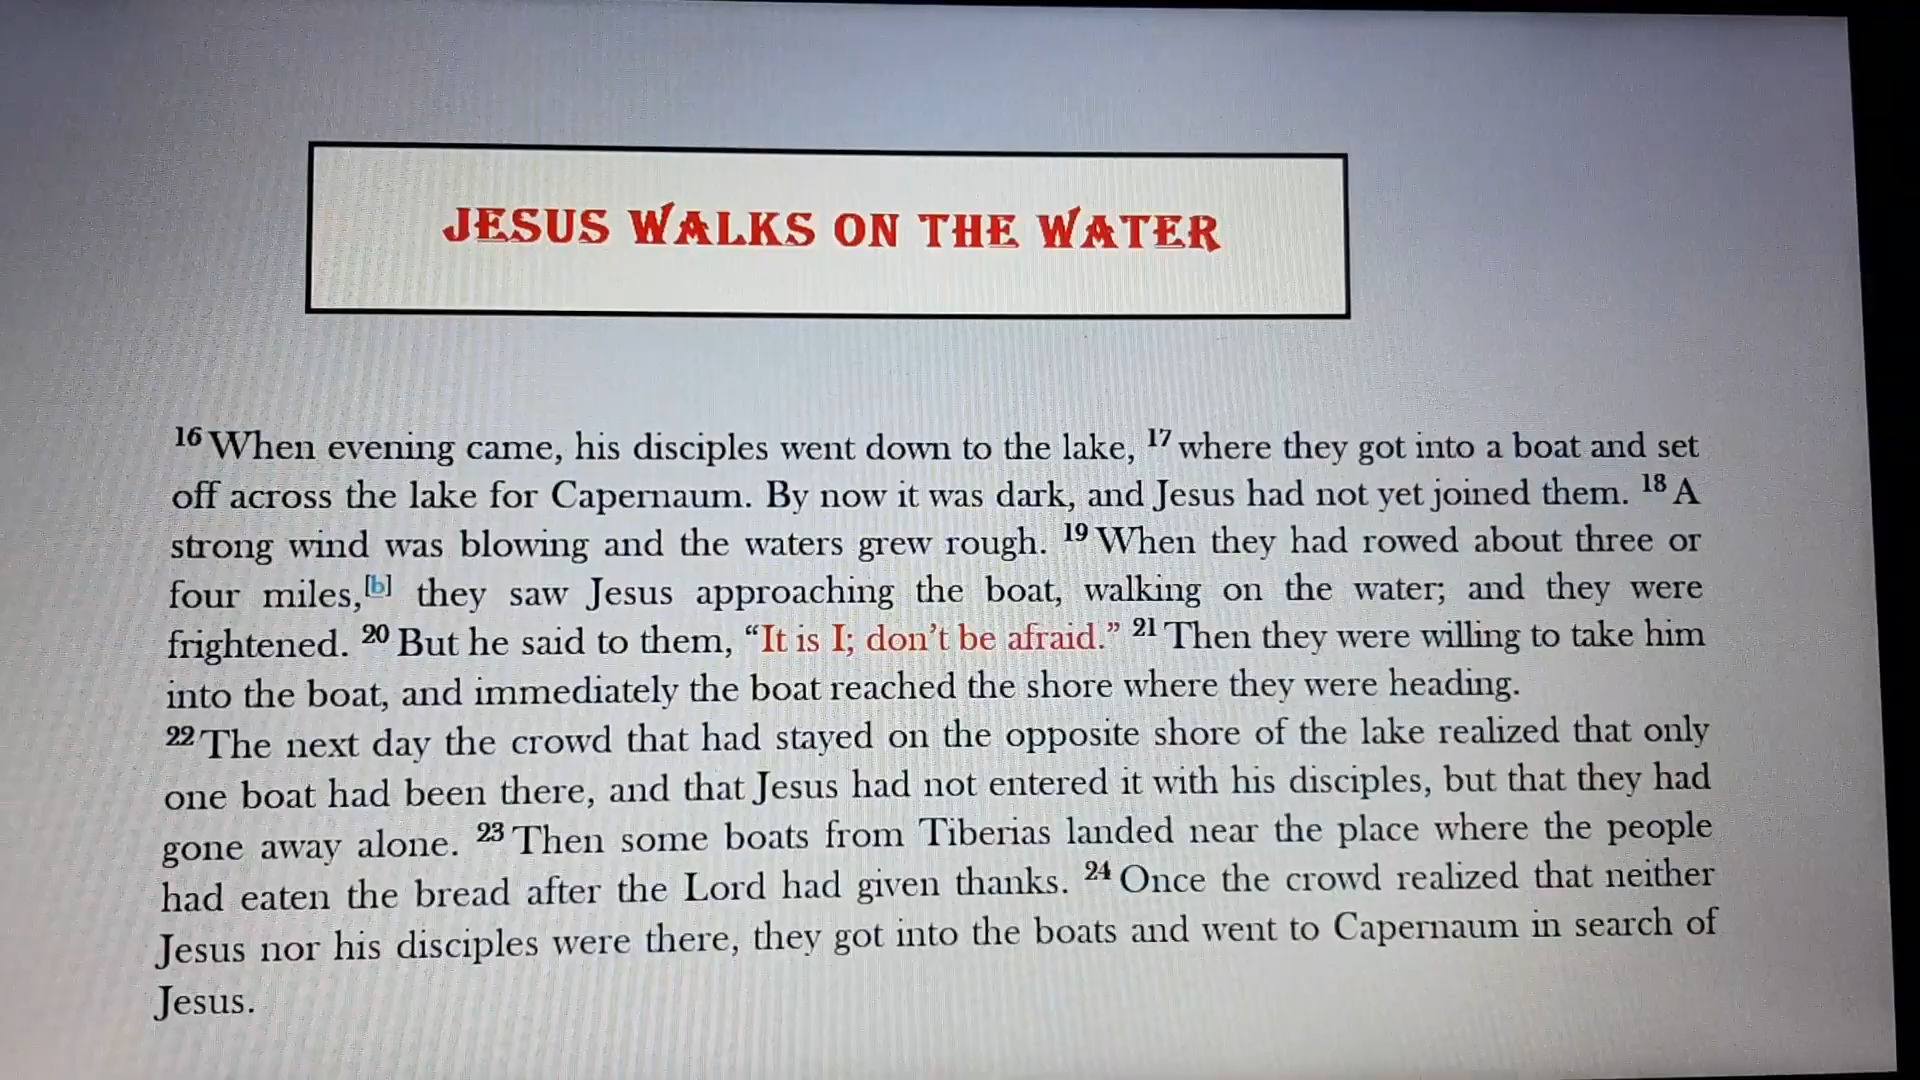 JESUS WALKS ON THE WATER
16 When evening came, his disciples went down to the lake, 17 where they got into a boat and set
off across the lake for Capernaum. By now it was dark, and Jesus had not yet joined them. 18 A
strong wind was blowing and the waters grew rough. 19 When they had rowed about three or
four miles,[b] they saw Jesus approaching the boat, walking on the water; and they were
frightened. 20 But he said to them, “It is I; don’t be afraid.” 21 Then they were willing to take him
into the boat, and immediately the boat reached the shore where they were heading.
22 The next day the crowd that had stayed on the opposite shore of the lake realized that only
one boat had been there, and that Jesus had not entered it with his disciples, but that they had
gone away alone. 23 Then some boats from Tiberias landed near the place where the people
had eaten the bread after the Lord had given thanks. 24 Once the crowd realized that neither
Jesus nor his disciples were there, they got into the boats and went to Capernaum in search of
Jesus.